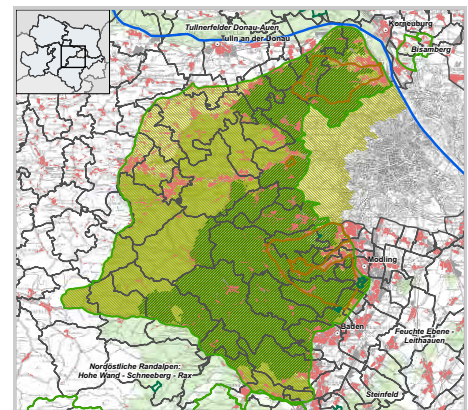 Tullnerfelder Donau-Auen
Korneuburg
Tulln an der Donau
Bisamberg
Mödling
Baden
Feuchte Ebene -
Leithaauen
Nordöstliche Randalpen:
Hohe Wand - Schneeberg - Rax
Steinfeld